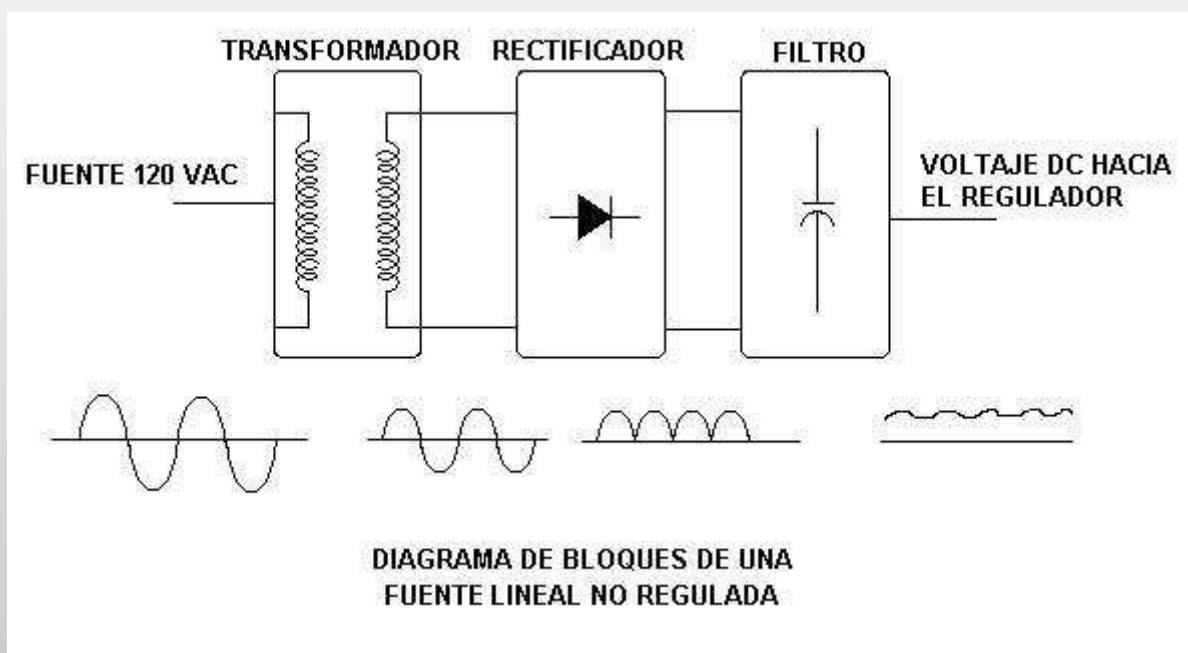 TRANSFORMADOR
RECTIFICADOR
FILTRO
FUENTE 120 VAC
VOLTAJE DC HACIA
EL REGULADOR
DIAGRAMA DE BLOQUES DE UNA
FUENTE LINEAL NO REGULADA